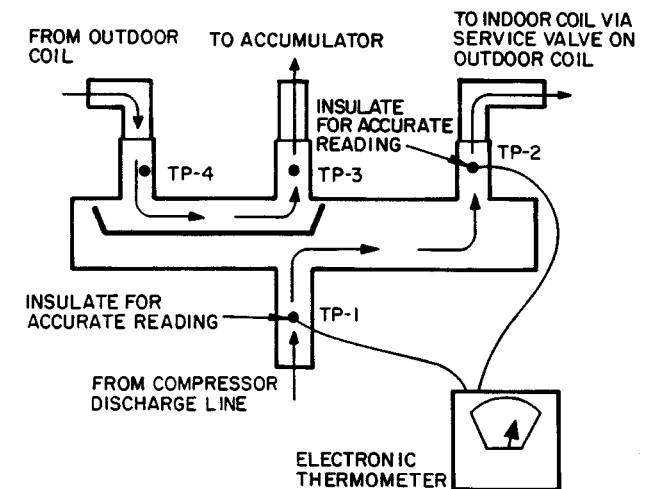 FROM OUTDOOR
COIL
TO ACCUMULATOR
TO INDOOR COIL VIA
SERVICE VALVE ON
OUTDOOR COIL
INSULATE
FOR ACCURATE
READING
TP-4
TP-3
TP-2
INSULATE FOR
ACCURATE READING
TP-1
FROM COMPRESSOR
DISCHARGE LINE
ELECTRONIC
THERMOMETER